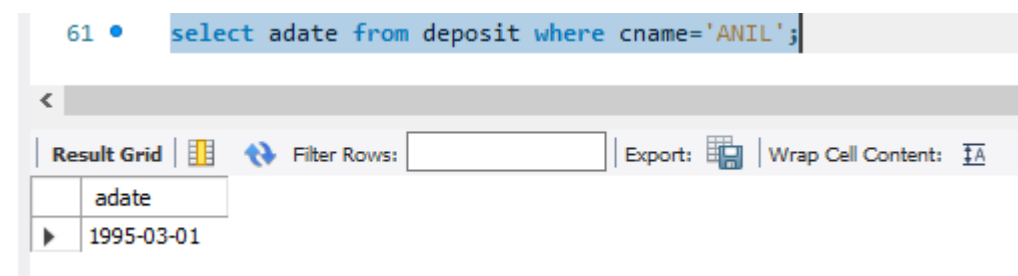 61 select adate from deposit where cname='ANIL';
<
Result Grid Filter Rows: Export: Wrap Cell Content: IA
adate
1995-03-01